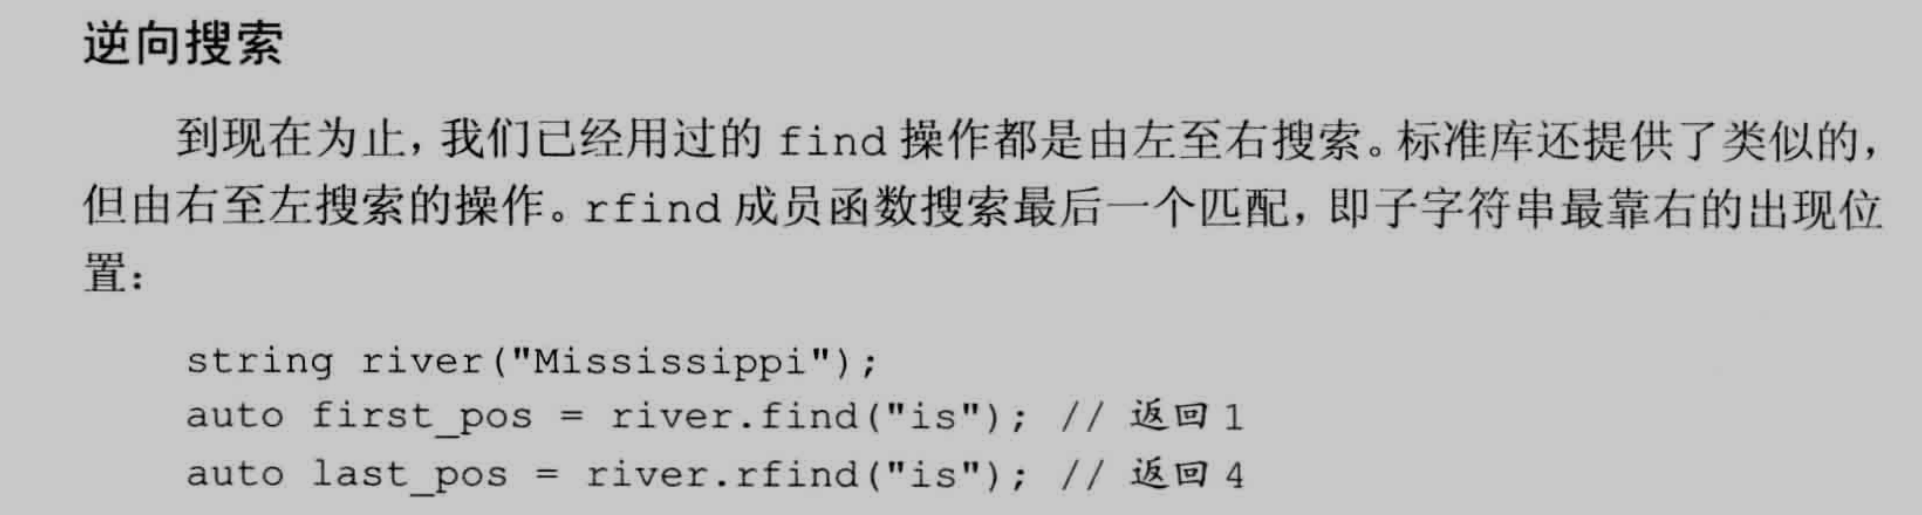 逆向搜索
到现在为止，我们已经用过的 find 操作都是由左至右搜索。标准库还提供了类似的，
但由右至左搜索的操作。rfind 成员函数搜索最后一个匹配，即子字符串最靠右的出现位
置：
string river("Mississippi");
auto first_pos = river.find("is"); // 返回 1
auto last_pos = river.rfind("is"); // 返回 4